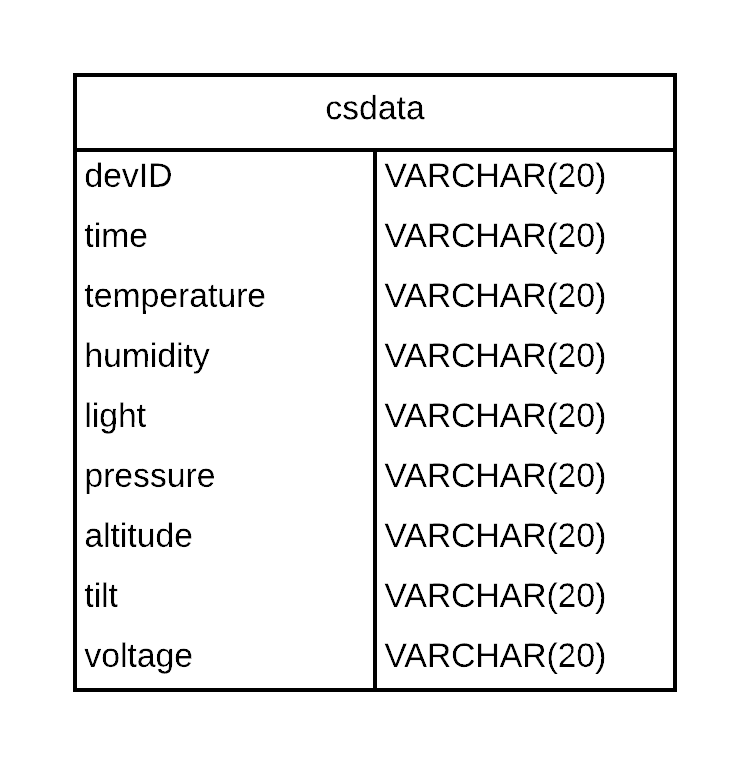 csdata
devID VARCHAR(20)
time VARCHAR(20)
temperature VARCHAR(20)
humidity VARCHAR(20)
light VARCHAR(20)
pressure VARCHAR(20)
altitude VARCHAR(20)
tilt VARCHAR(20)
voltage VARCHAR(20)